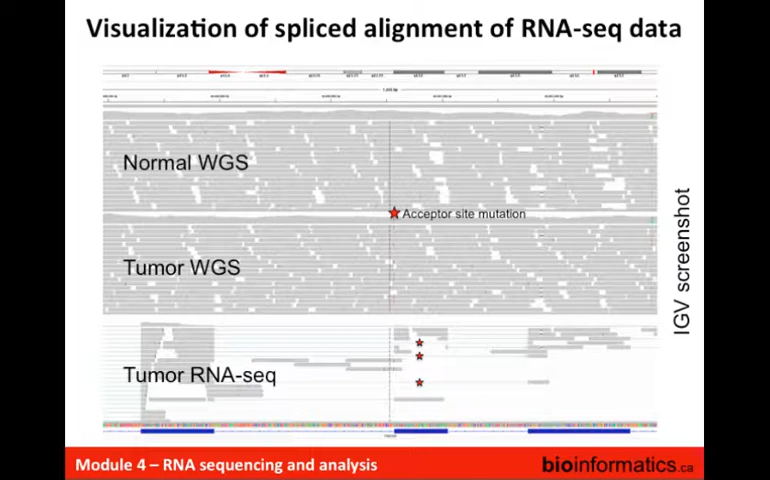 Visualization of spliced alignment of RNA-seq data
Normal WGS
Acceptor site mutation
Tumor WGS
IGV screenshot
Tumor RNA-seq
Module 4 – RNA sequencing and analysis
bioinformatics.ca